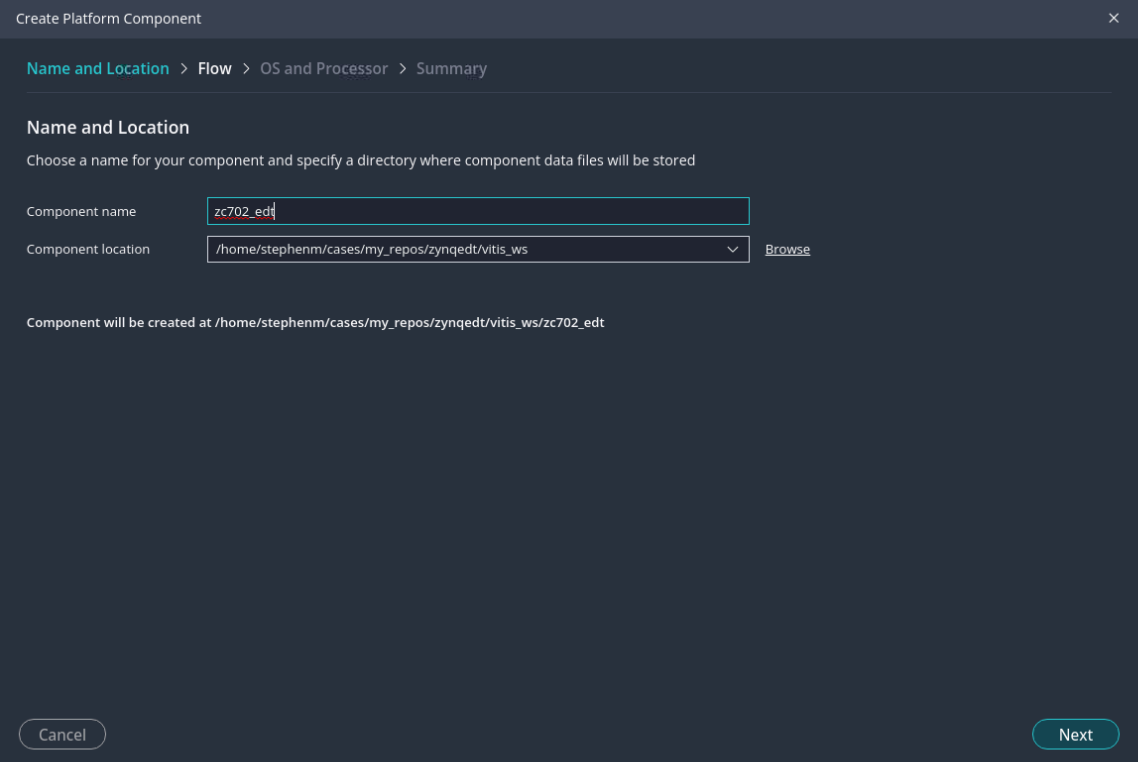 Create Platform Component
Name and Location > Flow > OS and Processor > Summary
Name and Location
Choose a name for your component and specify a directory where component data files will be stored
Component name zc702_edt
Component location /home/stephenm/cases/my_repos/zynqedt/vitis_ws Browse
Component will be created at /home/stephenm/cases/my_repos/zynqedt/vitis_ws/zc702_edt
Cancel Next